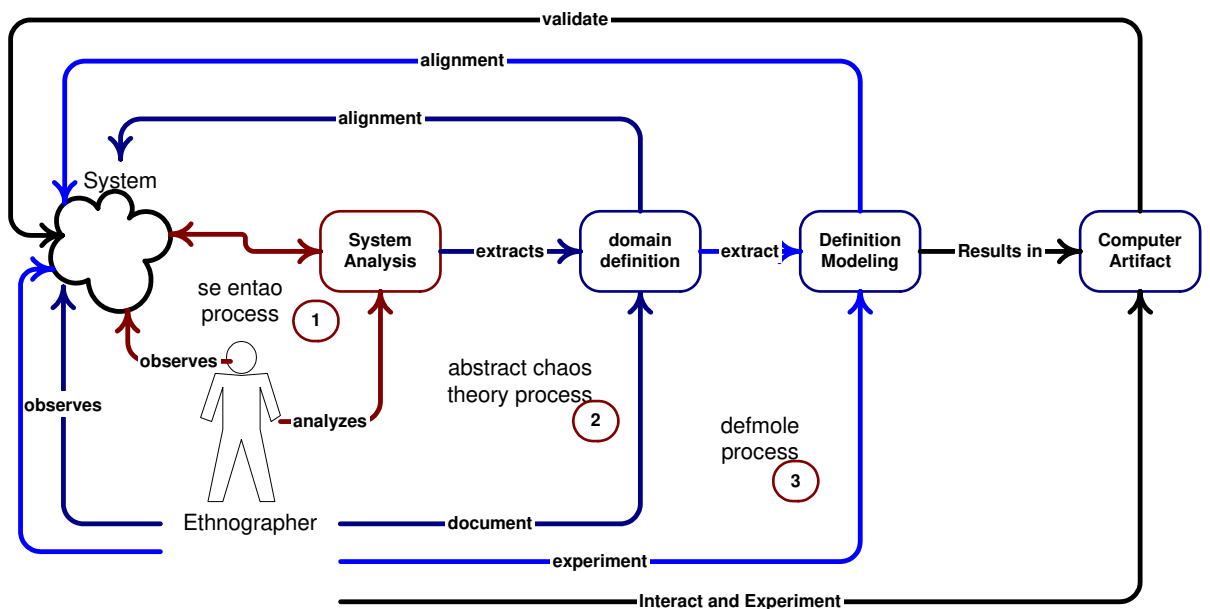 validate
alignment
alignment
System
System
Analysis
extracts
domain
definition
extract
Definition
Modeling
Results in
Computer
Artifact
se entao
process
1
observes
abstract chaos
theory process
2
observes
analyzes
defmole
process
3
Ethnographer
document
experiment
Interact and Experiment